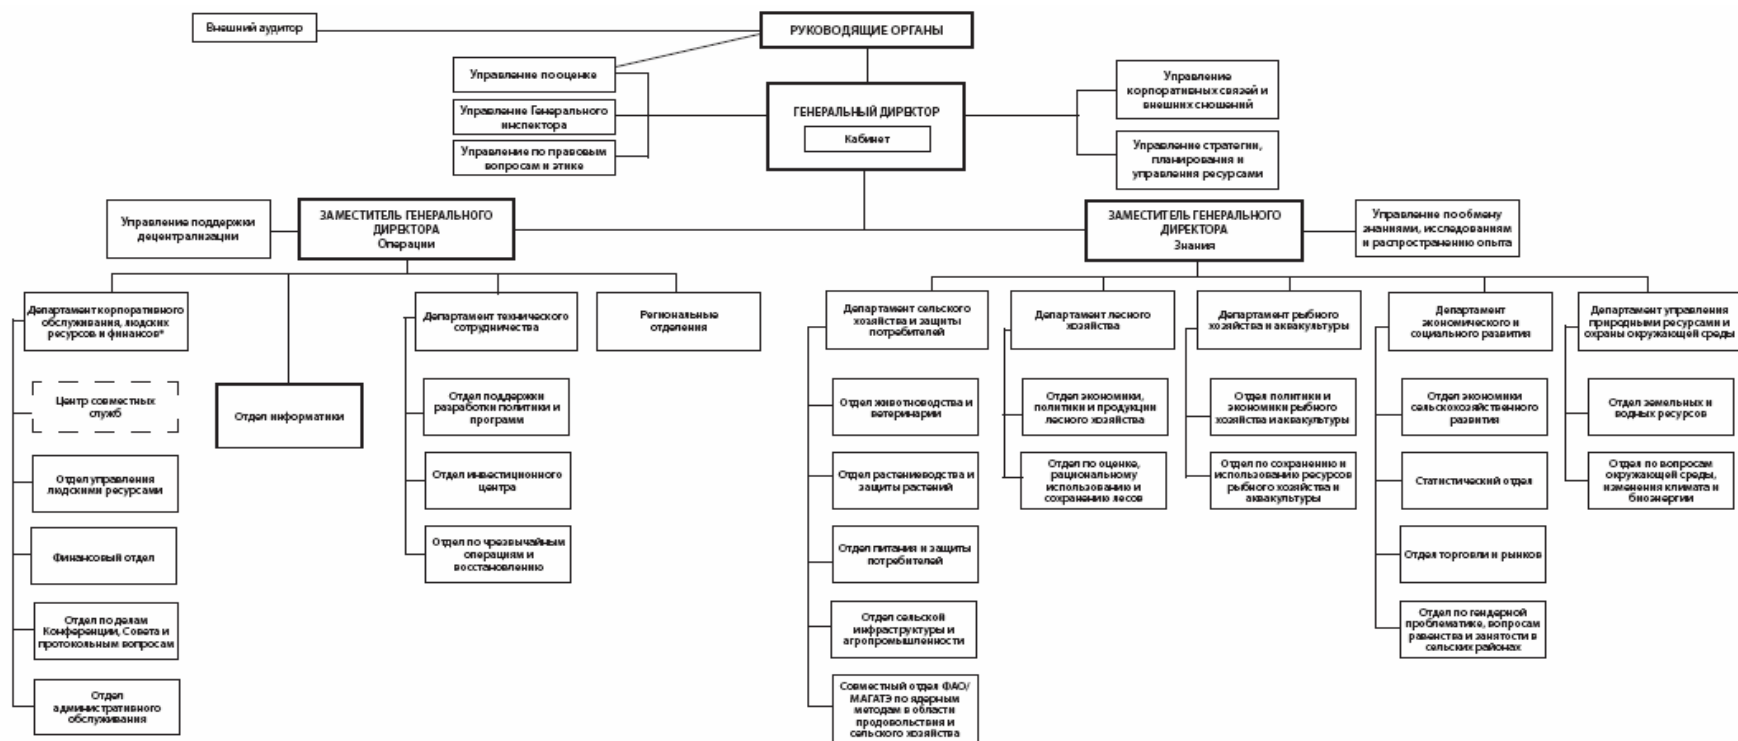 Внешний аудитор
РУКОВОДЯЩИЕ ОРГАНЫ
Управление по оценке
Управление Генерального
инспектора
Управление по правовым
вопросам и этике
ГЕНЕРАЛЬНЫЙ ДИРЕКТОР
Кабинет
Управление
корпоративных связей и
внешних сношений
Управление стратегии,
планирования и
управления ресурсами
Управление поддержки
децентрализации
ЗАМЕСТИТЕЛЬ ГЕНЕРАЛЬНОГО
ДИРЕКТОРА
Операции
ЗАМЕСТИТЕЛЬ ГЕНЕРАЛЬНОГО
ДИРЕКТОРА
Знания
Управление по обмену
знаниями, исследованиям
и распространению опыта
Департамент корпоративного
обслуживания, людских
ресурсов и финансов*
Центр совместных
служб
Отдел управления
людскими ресурсами
Финансовый отдел
Отдел по делам
Конференции, Совета и
протокольным вопросам
Отдел
административного
обслуживания
Отдел информатики
Департамент технического
сотрудничества
Отдел поддержки
разработки политики и
программ
Отдел инвестиционного
центра
Отдел по чрезвычайным
операциям и
восстановлению
Региональные
отделения
Департамент сельского
хозяйства и защиты
потребителей
Отдел животноводства и
ветеринарии
Отдел растениеводства и
защиты растений
Отдел питания и защиты
потребителей
Отдел сельской
инфраструктуры и
агропромышленности
Совместный отдел ФАО/
МАГАТЭ по ядерным
методам в области
продовольствия и
сельского хозяйства
Департамент лесного
хозяйства
Отдел экономики,
политики и продукции
лесного хозяйства
Отдел по оценке,
рациональному
использованию и
сохранению лесов
Департамент рыбного
хозяйства и аквакультуры
Отдел политики и
экономики рыбного
хозяйства и аквакультуры
Отдел по сохранению и
использованию ресурсов
рыбного хозяйства и
аквакультуры
Департамент
экономического и
социального развития
Отдел экономики
сельскохозяйственного
развития
Статистический отдел
Отдел торговли и рынков
Отдел по гендерной
проблематике, вопросам
равенства и занятости в
сельских районах
Департамент управления
природными ресурсами и
охраны окружающей среды
Отдел земельных и
водных ресурсов
Отдел по вопросам
окружающей среды,
изменения климата и
биоэнергии